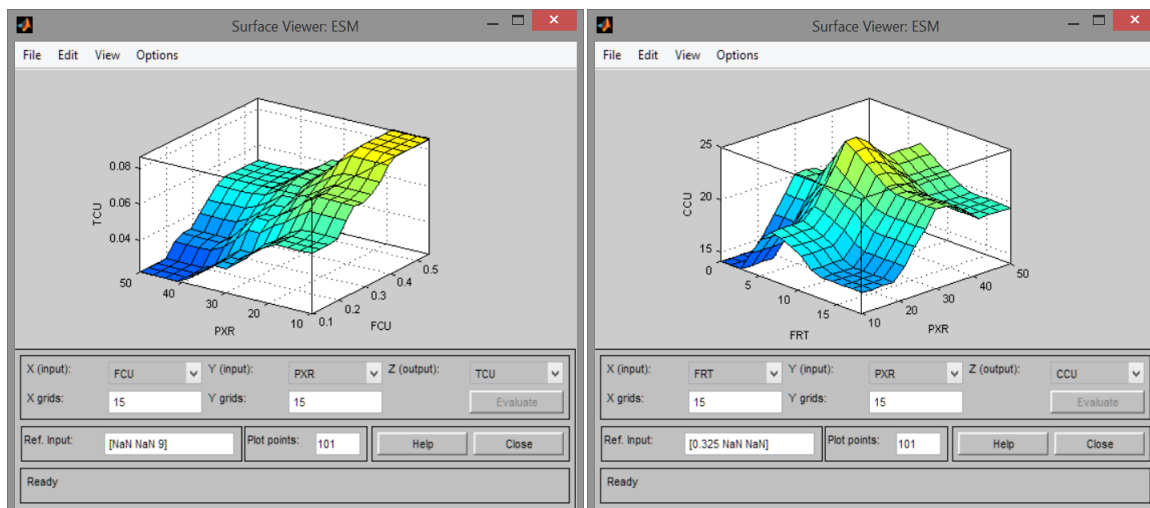 Surface Viewer: ESM
File Edit View Options
0.08
0.06
0.04
TCU
50
40
30
20
10
PXR
0.1
0.2
0.3
0.4
0.5
FCU
X (input): FCU Y (input): PXR Z (output): TCU
X grids: 15 Y grids: 15 Evaluate
Ref. Input: [NaN NaN 9] Plot points: 101 Help Close
Ready
Surface Viewer: ESM
File Edit View Options
25
20
15
CCU
0
5
10
15
FRT
10
20
30
40
50
PXR
X (input): FRT Y (input): PXR Z (output): CCU
X grids: 15 Y grids: 15 Evaluate
Ref. Input: [0.325 NaN NaN] Plot points: 101 Help Close
Ready